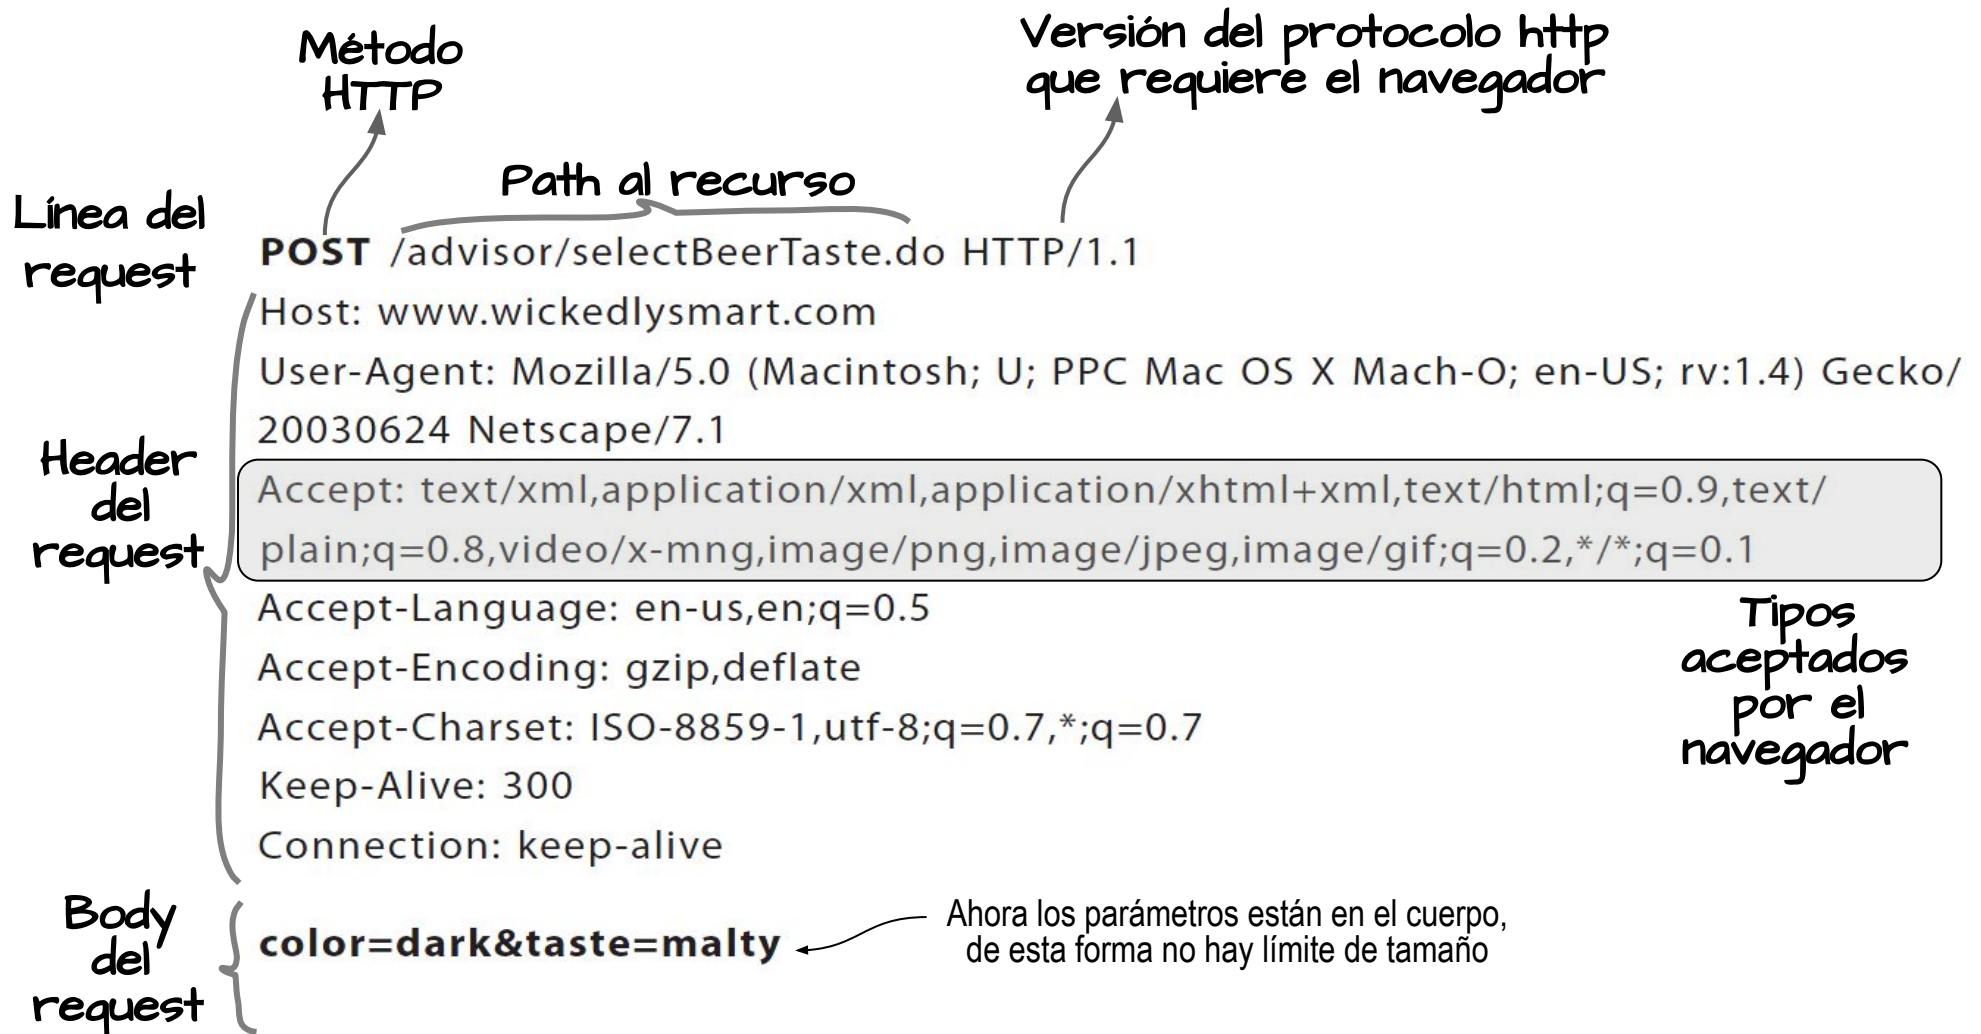 Método
HTTP
Versión del protocolo http
que requiere el navegador
Path al recurso
Línea del
request
POST /advisor/selectBeerTaste.do HTTP/1.1
Host: www.wickedlysmart.com
User-Agent: Mozilla/5.0 (Macintosh; U; PPC Mac OS X Mach-O; en-US; rv:1.4) Gecko/
20030624 Netscape/7.1
Header
del
request
Accept: text/xml,application/xml,application/xhtml+xml,text/html;q=0.9,text/
plain;q=0.8,video/x-mng,image/png,image/jpeg,image/gif;q=0.2,*/*;q=0.1
Accept-Language: en-us,en;q=0.5
Accept-Encoding: gzip,deflate
Accept-Charset: ISO-8859-1,utf-8;q=0.7,*;q=0.7
Keep-Alive: 300
Connection: keep-alive
Tipos
aceptados
por el
navegador
Body
del
request
color=dark&taste=malty
Ahora los parámetros están en el cuerpo,
de esta forma no hay límite de tamaño